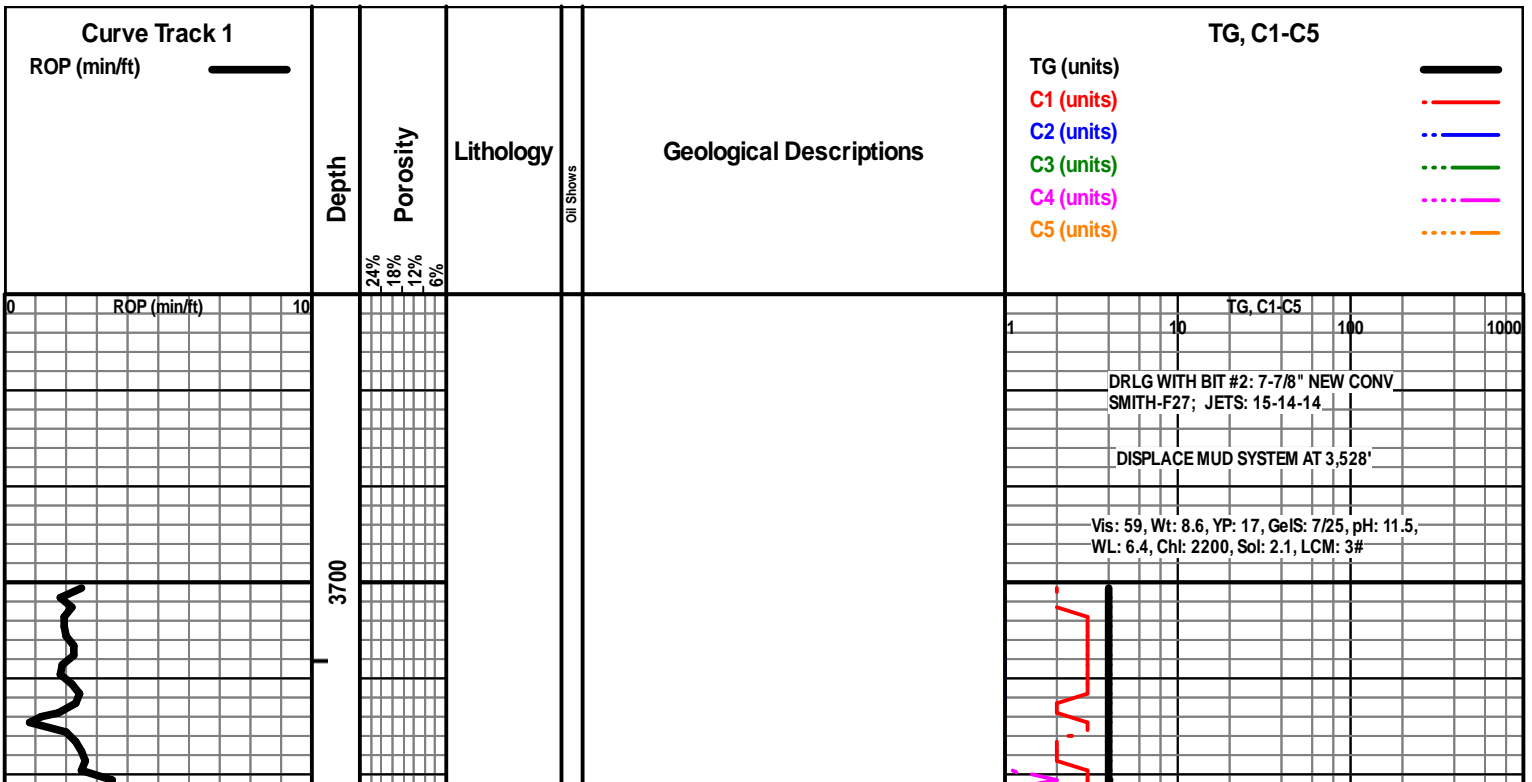 Curve Track 1
ROP (min/ft)
Depth
Porosity
24%
18%
12%
6%
Lithology
Oil Shows
Geological Descriptions
TG, C1-C5
TG (units)
C1 (units)
C2 (units)
C3 (units)
C4 (units)
C5 (units)
0 ROP (min/ft) 10
TG, C1-C5
1 10 100 1000
DRLG WITH BIT #2: 7-7/8" NEW CONV
SMITH-F27; JETS: 15-14-14
DISPLACE MUD SYSTEM AT 3,528'
Vis: 59, Wt: 8.6, YP: 17, GelS: 7/25, pH: 11.5,
WL: 6.4, Chl: 2200, Sol: 2.1, LCM: 3#
3700